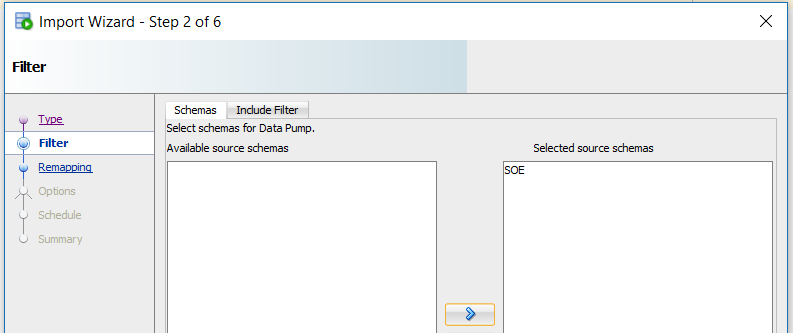 Import Wizard - Step 2 of 6
Filter
Type
Filter
Remapping
Options
Schedule
Summary
Schemas Include Filter
Select schemas for Data Pump.
Available source schemas Selected source schemas
SOE